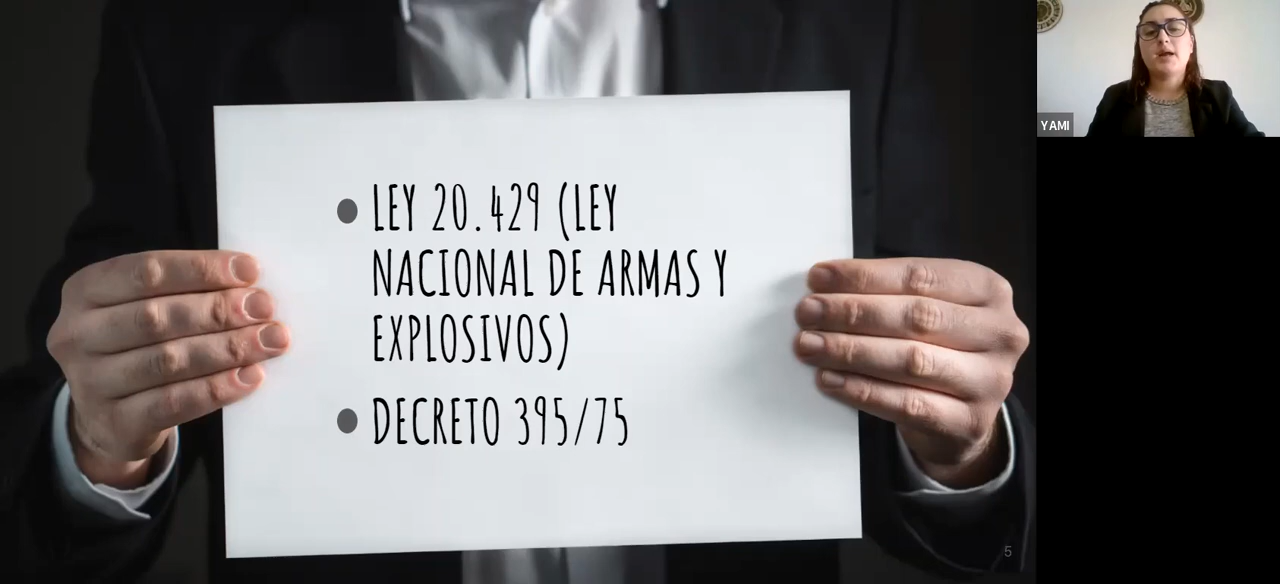 LEY 20.429 (LEY
NACIONAL DE ARMAS Y
EXPLOSIVOS)
DECRETO 395/75
5
YAMI